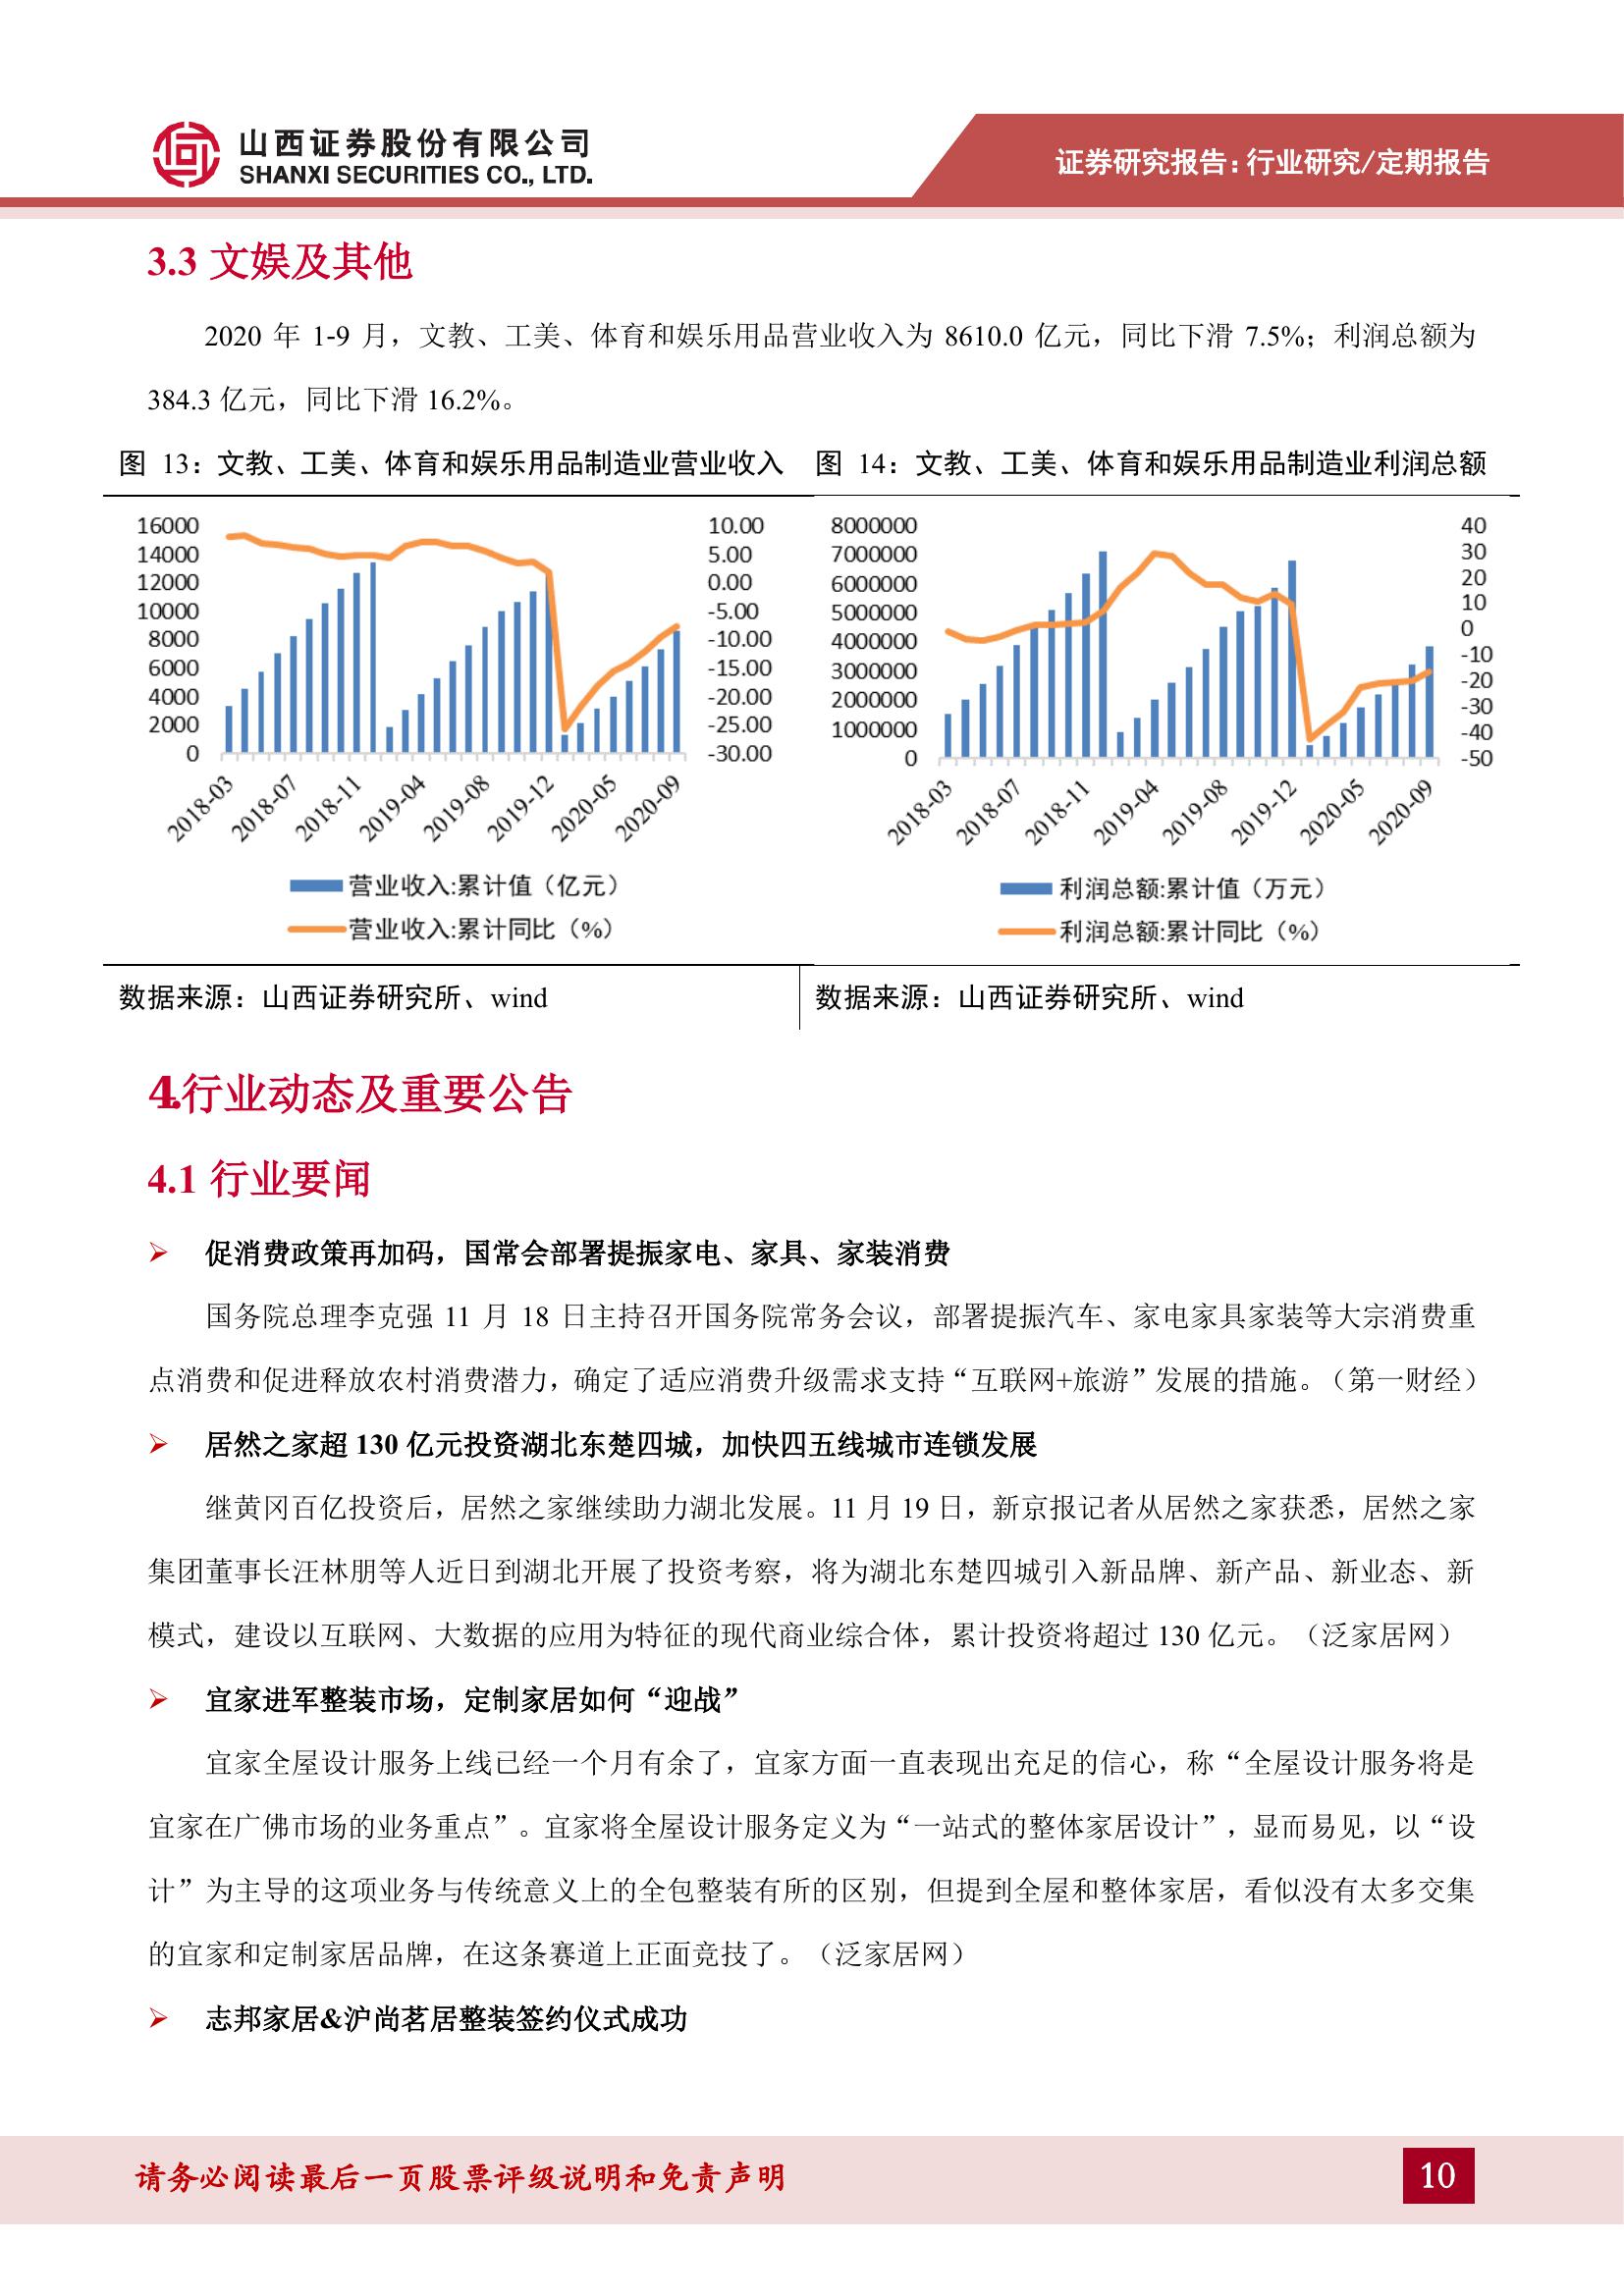 山西证券股份有限公司
SHANXI SECURITIES CO., LTD.
证券研究报告：行业研究/定期报告
3.3 文娱及其他
2020 年 1-9 月，文教、工美、体育和娱乐用品营业收入为 8610.0 亿元，同比下滑 7.5%；利润总额为
384.3 亿元，同比下滑 16.2%。
图 13：文教、工美、体育和娱乐用品制造业营业收入
16000
14000
12000
10000
8000
6000
4000
2000
0
10.00
5.00
0.00
-5.00
-10.00
-15.00
-20.00
-25.00
-30.00
2018-03
2018-07
2018-11
2019-04
2019-08
2019-12
2020-05
2020-09
营业收入:累计值（亿元）
营业收入:累计同比（%）
数据来源：山西证券研究所、wind
图 14：文教、工美、体育和娱乐用品制造业利润总额
8000000
7000000
6000000
5000000
4000000
3000000
2000000
1000000
0
40
30
20
10
0
-10
-20
-30
-40
-50
2018-03
2018-07
2018-11
2019-04
2019-08
2019-12
2020-05
2020-09
利润总额:累计值（万元）
利润总额:累计同比（%）
数据来源：山西证券研究所、wind
4.行业动态及重要公告
4.1 行业要闻
促消费政策再加码，国常会部署提振家电、家具、家装消费
国务院总理李克强 11 月 18 日主持召开国务院常务会议，部署提振汽车、家电家具家装等大宗消费重
点消费和促进释放农村消费潜力，确定了适应消费升级需求支持“互联网+旅游”发展的措施。（第一财经）
居然之家超 130 亿元投资湖北东楚四城，加快四五线城市连锁发展
继黄冈百亿投资后，居然之家继续助力湖北发展。11 月 19 日，新京报记者从居然之家获悉，居然之家
集团董事长汪林朋等人近日到湖北开展了投资考察，将为湖北东楚四城引入新品牌、新产品、新业态、新
模式，建设以互联网、大数据的应用为特征的现代商业综合体，累计投资将超过 130 亿元。（泛家居网）
宜家进军整装市场，定制家居如何“迎战”
宜家全屋设计服务上线已经一个月有余了，宜家方面一直表现出充足的信心，称“全屋设计服务将是
宜家在广佛市场的业务重点”。宜家将全屋设计服务定义为“一站式的整体家居设计”，显而易见，以“设
计”为主导的这项业务与传统意义上的全包整装有所的区别，但提到全屋和整体家居，看似没有太多交集
的宜家和定制家居品牌，在这条赛道上正面竞技了。（泛家居网）
志邦家居&沪尚茗居整装签约仪式成功
请务必阅读最后一页股票评级说明和免责声明
10